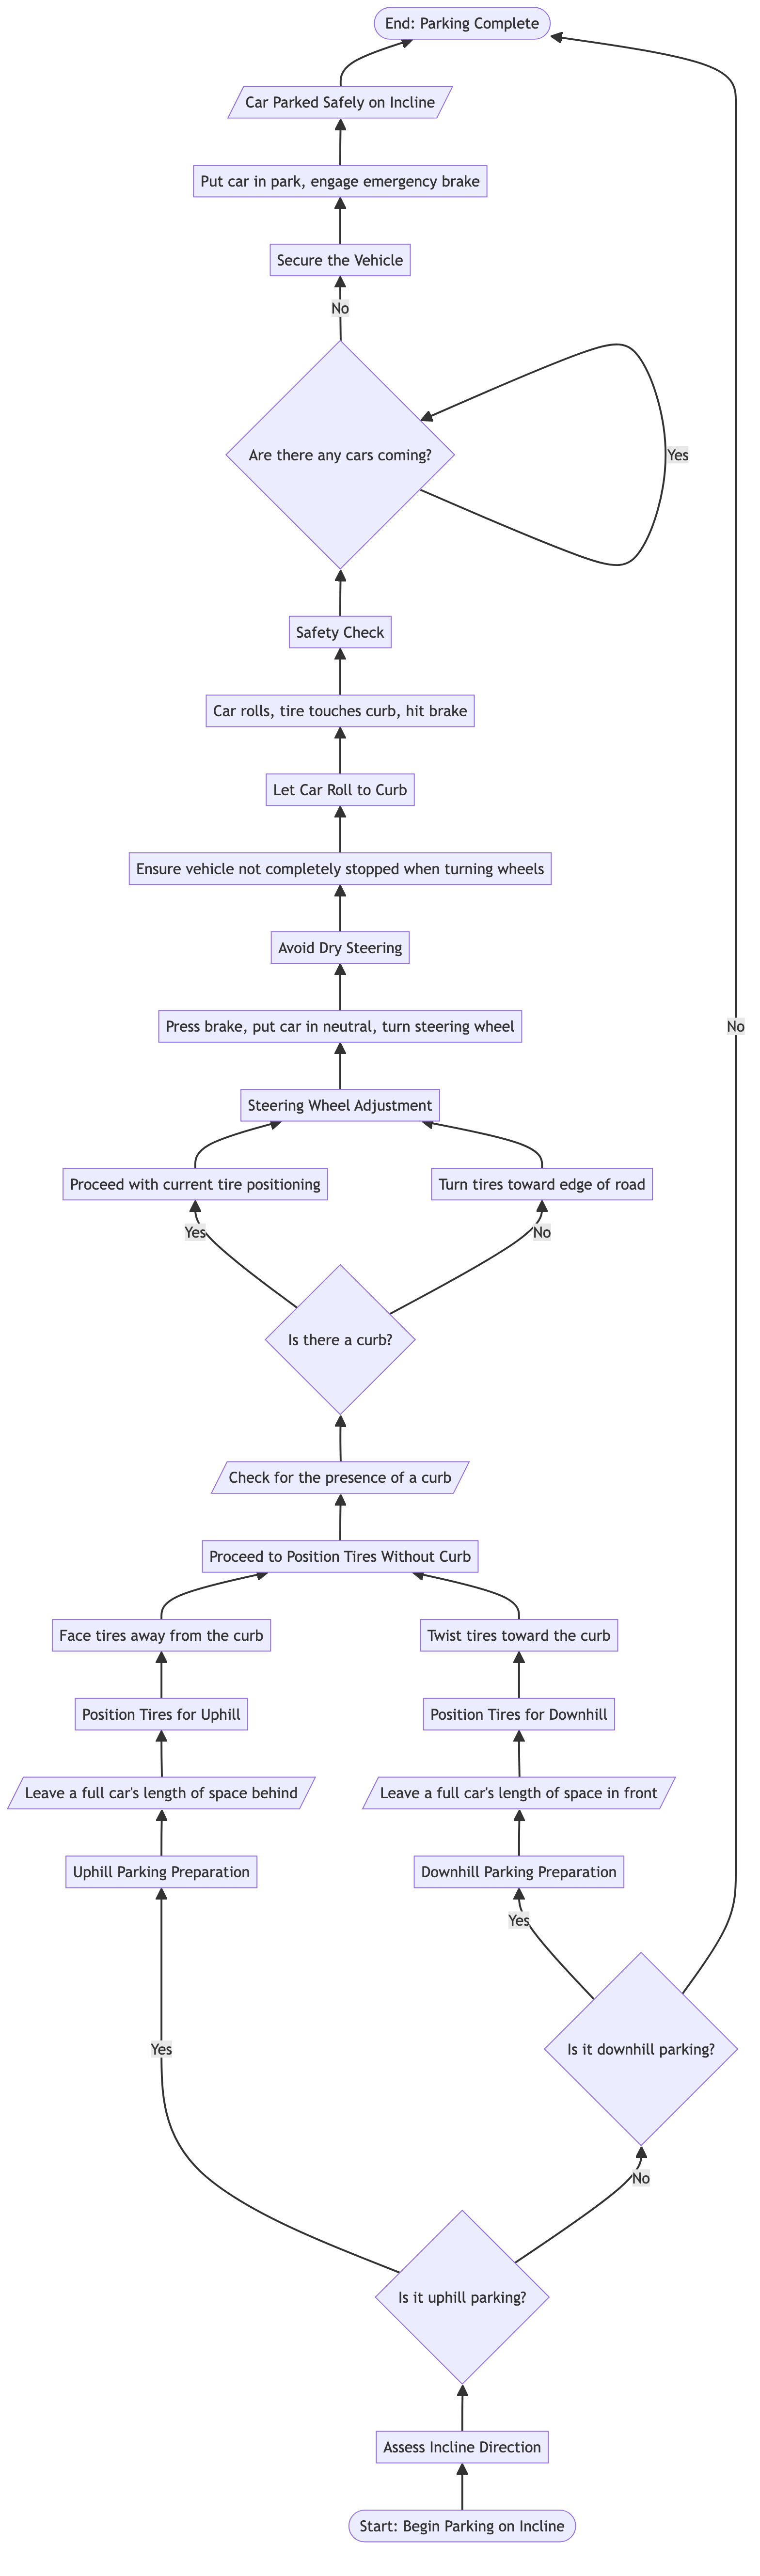 End: Parking Complete
Car Parked Safely on Incline
Put car in park, engage emergency brake
Secure the Vehicle
No
Are there any cars coming?
Yes
Safety Check
Car rolls, tire touches curb, hit brake
Let Car Roll to Curb
Ensure vehicle not completely stopped when turning wheels
Avoid Dry Steering
Press brake, put car in neutral, turn steering wheel
No
Steering Wheel Adjustment
Proceed with current tire positioning
Turn tires toward edge of road
Yes
No
Is there a curb?
Check for the presence of a curb
Proceed to Position Tires Without Curb
Face tires away from the curb
Twist tires toward the curb
Position Tires for Uphill
Position Tires for Downhill
Leave a full car's length of space behind
Leave a full car's length of space in front
Uphill Parking Preparation
Downhill Parking Preparation
Yes
Yes
Is it downhill parking?
No
Is it uphill parking?
Assess Incline Direction
Start: Begin Parking on Incline